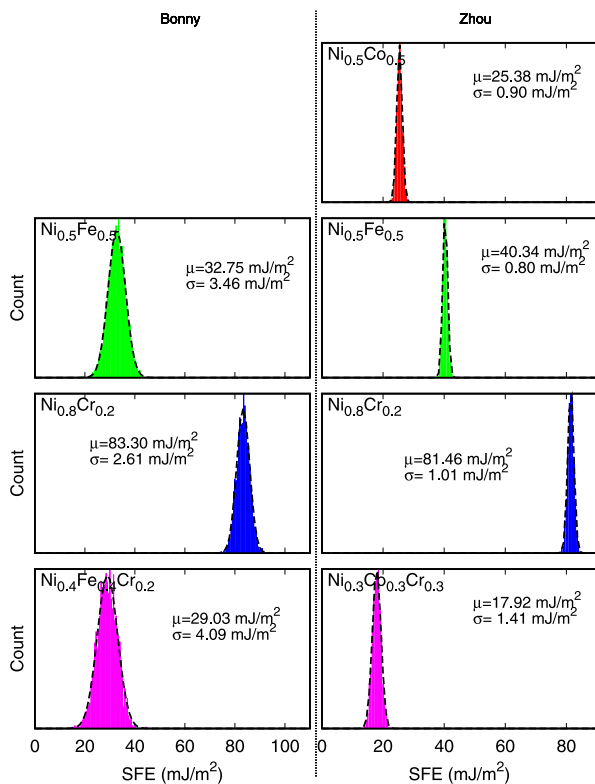 Bonny
Zhou
Ni0.5Co0.5
μ=25.38 mJ/m2
σ= 0.90 mJ/m2
Count
Ni0.5Fe0.5
μ=32.75 mJ/m2
σ= 3.46 mJ/m2
Ni0.5Fe0.5
μ=40.34 mJ/m2
σ= 0.80 mJ/m2
Count
Ni0.8Cr0.2
μ=83.30 mJ/m2
σ= 2.61 mJ/m2
Ni0.8Cr0.2
μ=81.46 mJ/m2
σ= 1.01 mJ/m2
Count
Ni0.4Fe0.4Cr0.2
μ=29.03 mJ/m2
σ= 4.09 mJ/m2
Ni0.3Co0.3Cr0.3
μ=17.92 mJ/m2
σ= 1.41 mJ/m2
0 20 40 60 80 100
0 20 40 60 80
SFE (mJ/m2)
SFE (mJ/m2)